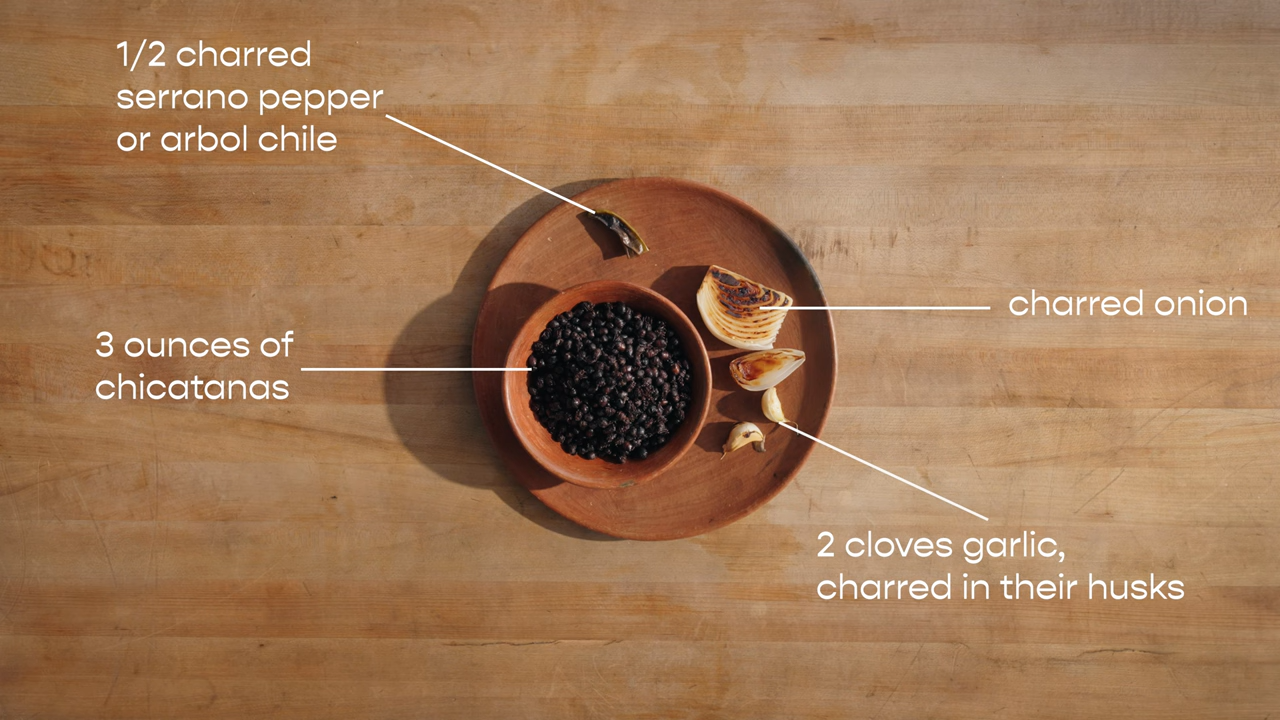 1/2 charred
serrano pepper
or arbol chile
charred onion
3 ounces of
chicatanas
2 cloves garlic,
charred in their husks